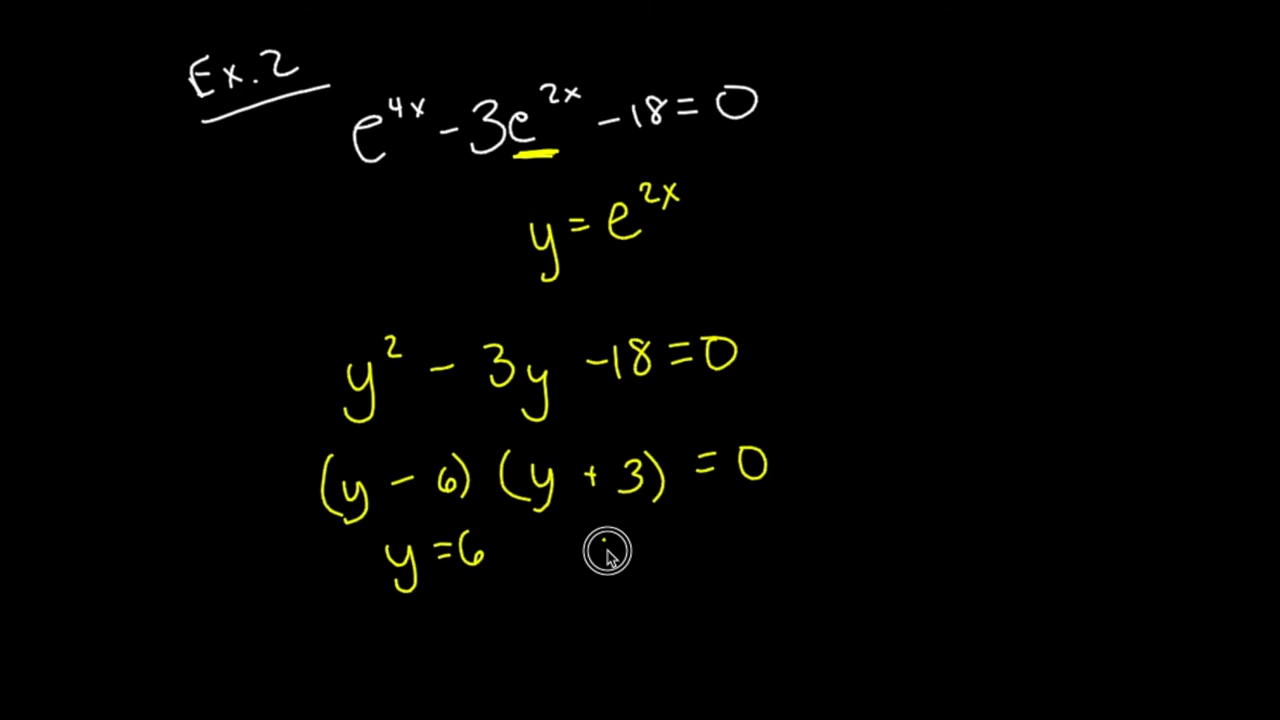 Ex. 2
e^{4x} - 3e^{2x} - 18 = 0
y = e^{2x}
y^2 - 3y - 18 = 0
(y - 6) (y + 3) = 0
y = 6